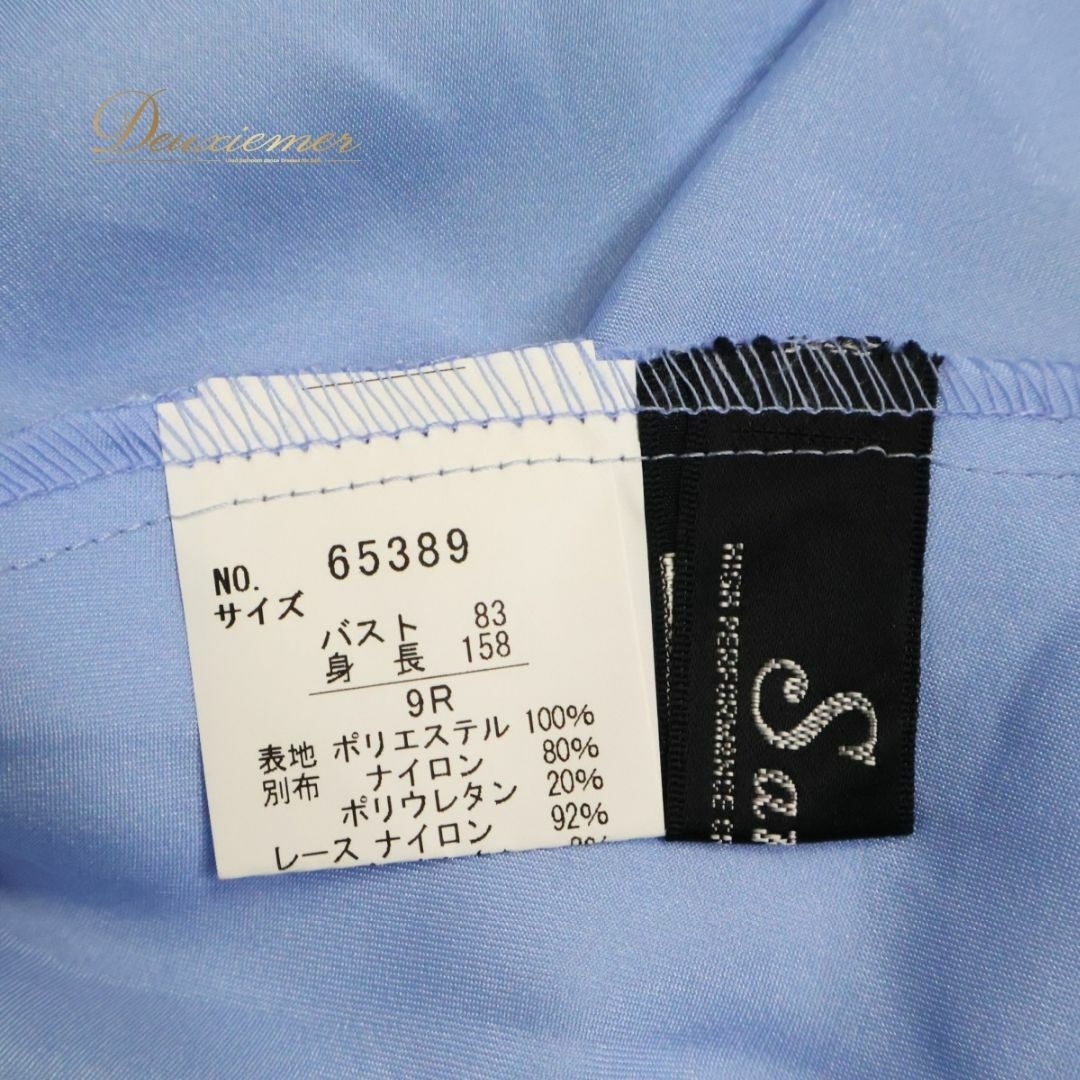 Deuxiemer
NO. 65389
サイズ
バスト 83
身 長 158
9R
表地 ポリエステル 100%
別布 ナイロン 80%
ポリウレタン 20%
レース ナイロン 92%
HIGH PERFORMANCE